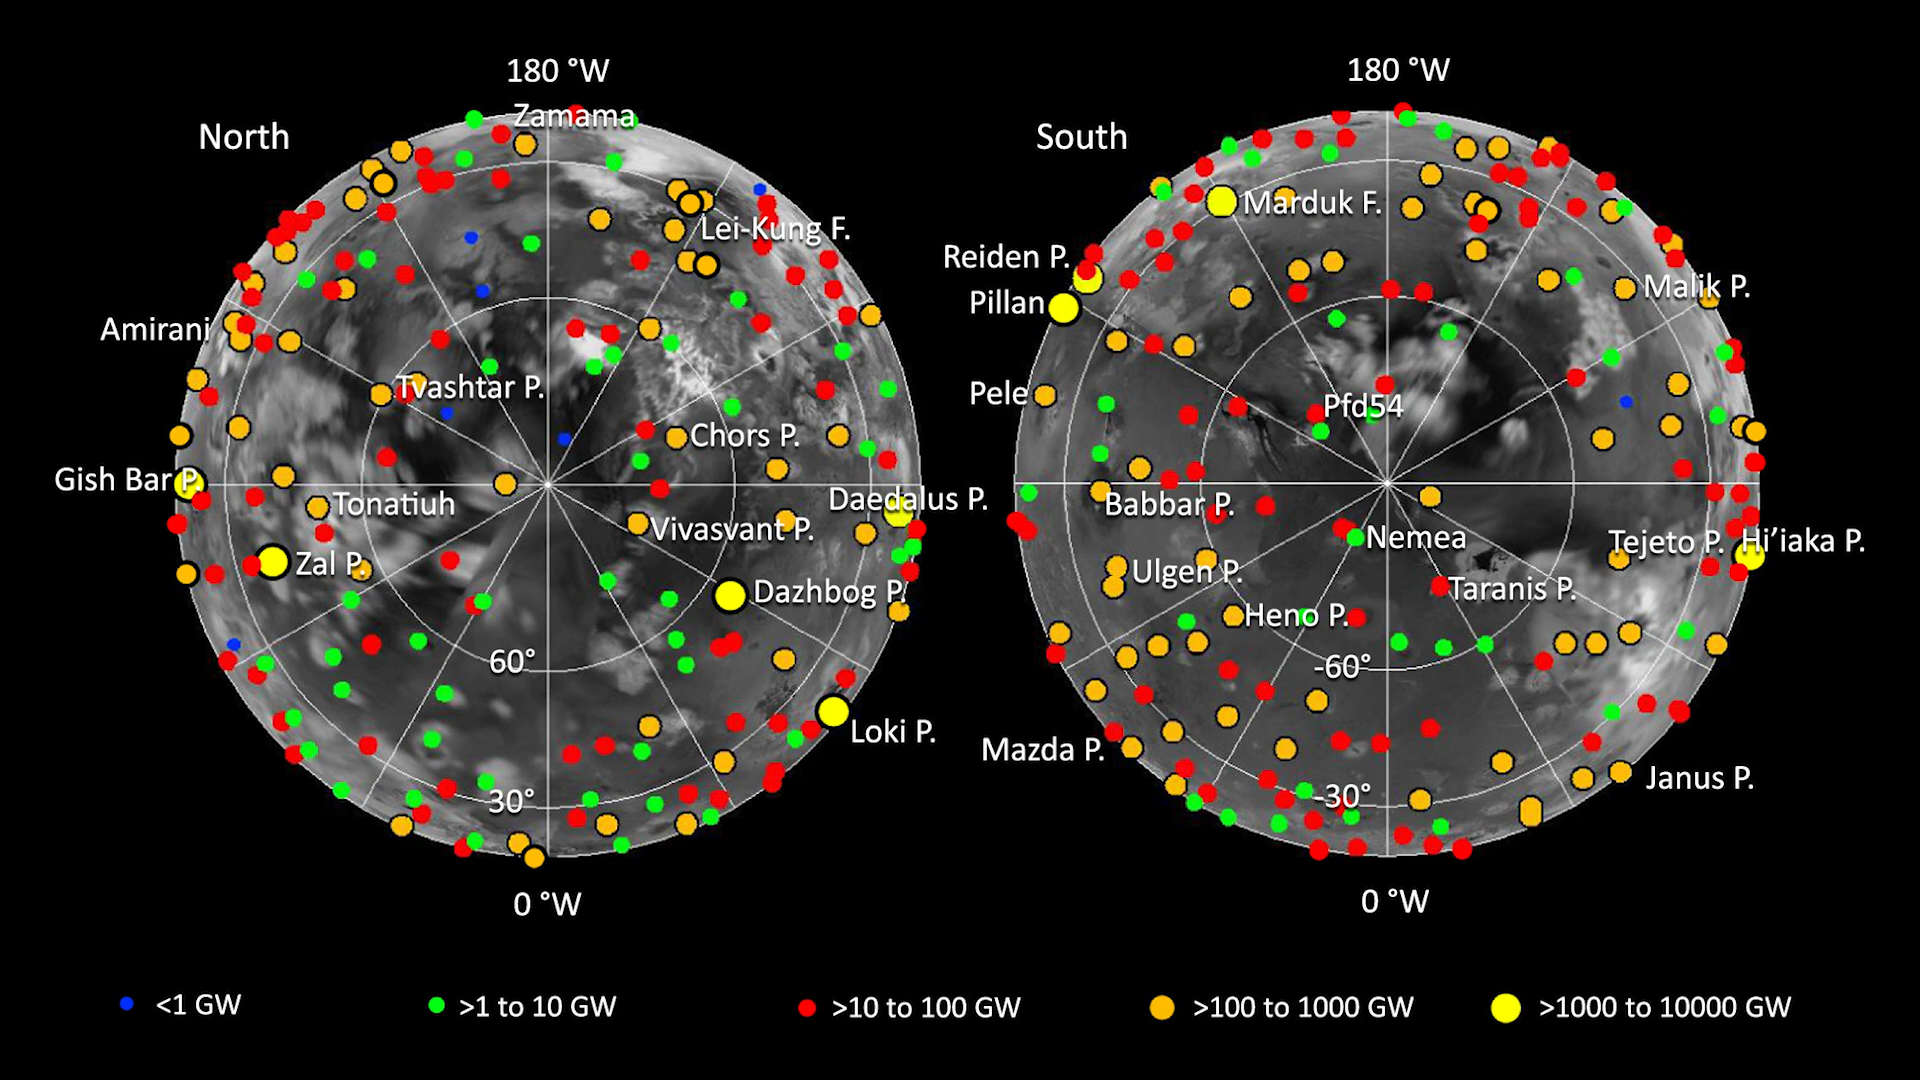 180 °W
180 °W
North
Zamama
South
Lei-Kung F.
Marduk F.
Reiden P.
Pillan
Malik P.
Amirani
Tvashtar P.
Pele
Pfd54
Chors P.
Gish Bar P.
Tonatiuh
Daedalus P.
Babbar P.
Vivasvant P.
Nemea
Tejeto P.
Hi'iaka P.
Zal P.
Dazhbog P.
Ulgen P.
Taranis P.
Heno P.
60°
-60°
Loki P.
Mazda P.
Janus P.
30°
-30°
0 °W
0 °W
<1 GW
>1 to 10 GW
>10 to 100 GW
>100 to 1000 GW
>1000 to 10000 GW